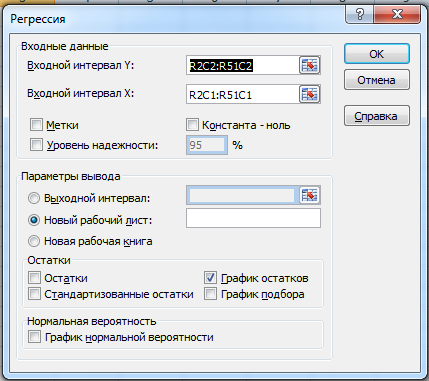 Регрессия
Входные данные
Входной интервал Y: R2C2:R51C2
Входной интервал X: R2C1:R51C1
Метки Константа - ноль
Уровень надежности: 95 %
ОК
Отмена
Справка
Параметры вывода
Выходной интервал:
Новый рабочий лист:
Новая рабочая книга
Остатки
Остатки График остатков
Стандартизованные остатки График подбора
Нормальная вероятность
График нормальной вероятности